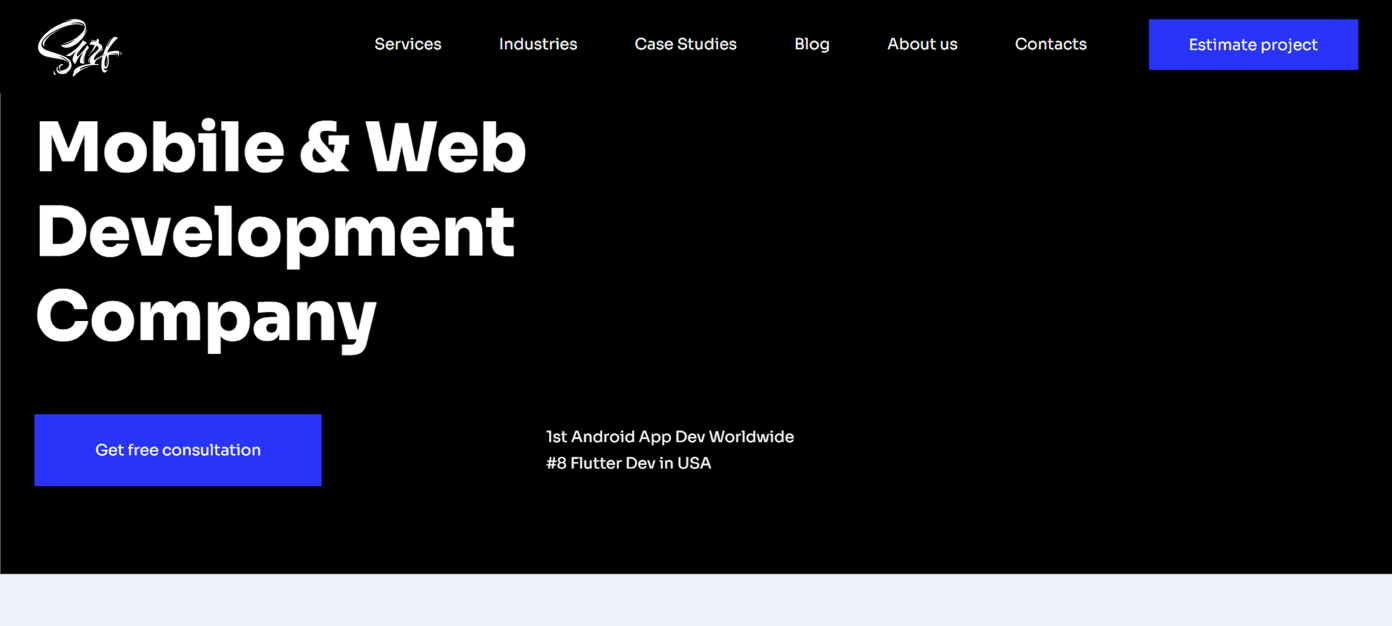 Surf
Services
Industries
Case Studies
Blog
About us
Contacts
Estimate project
Mobile & Web
Development
Company
Get free consultation
1st Android App Dev Worldwide
#8 Flutter Dev in USA